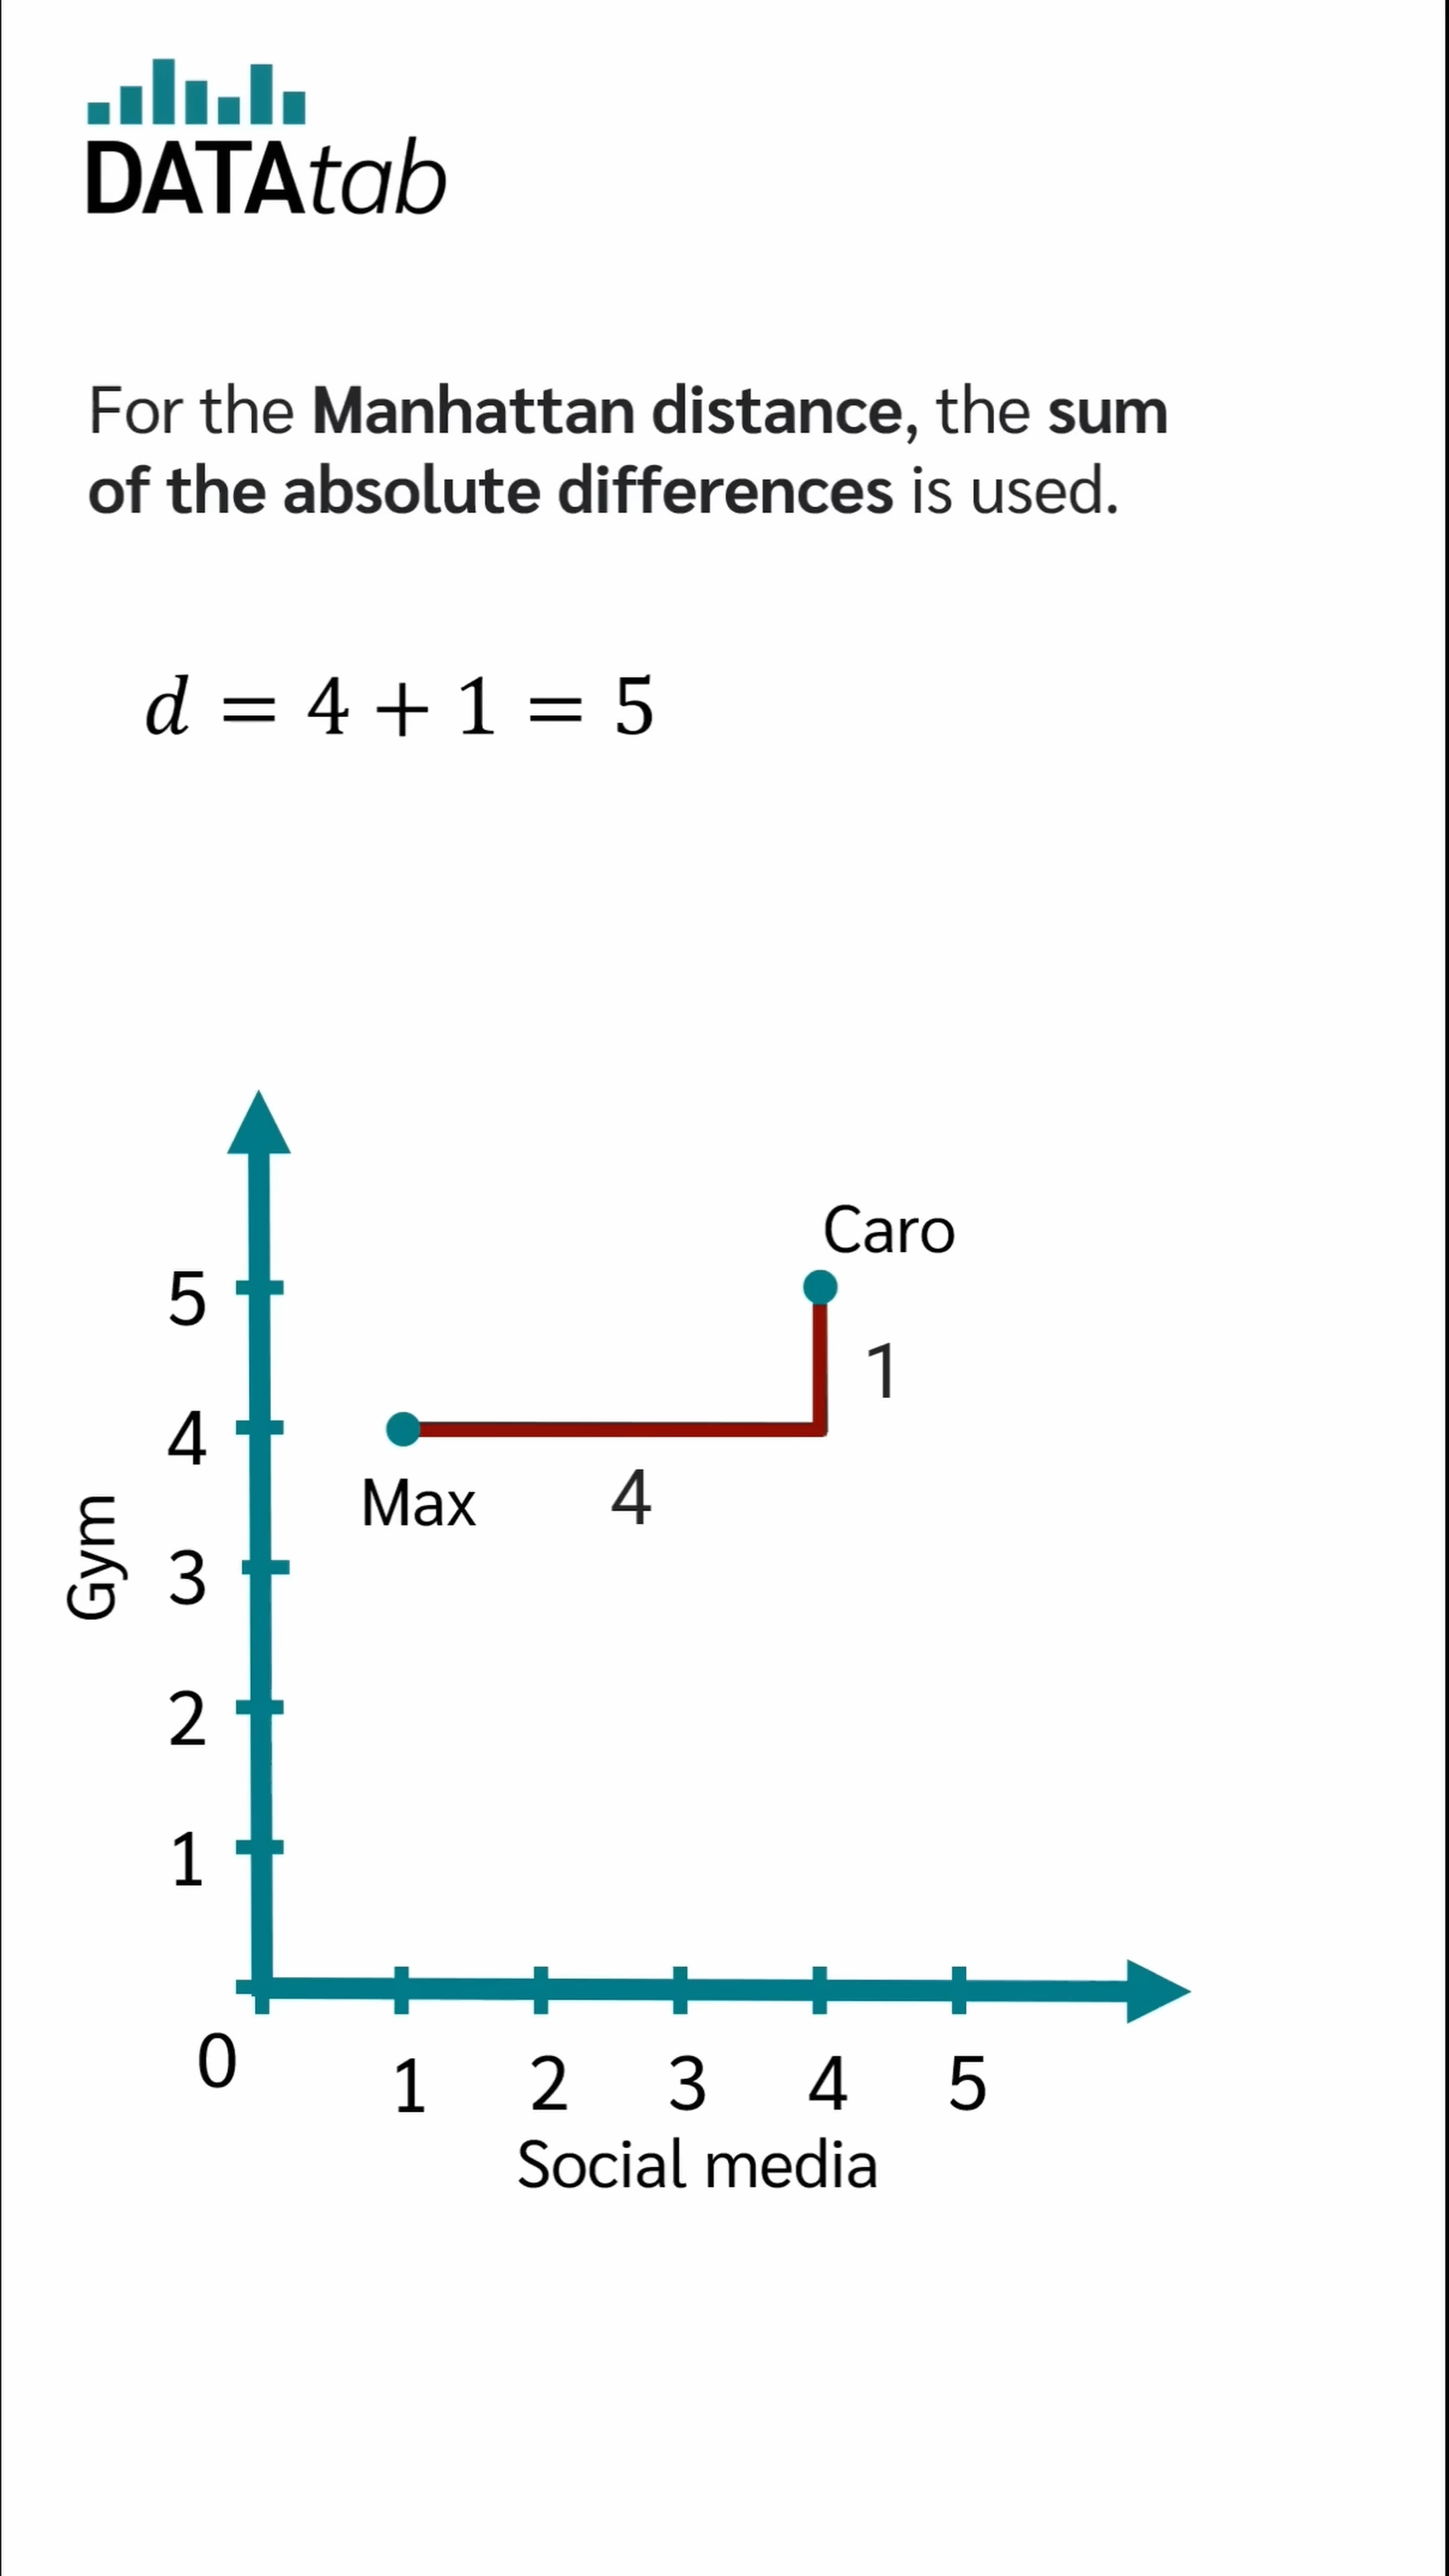 DATAtab
For the Manhattan distance, the sum
of the absolute differences is used.
d = 4 + 1 = 5
Caro
5
1
4
Max
4
Gym
3
2
1
0
1 2 3 4 5
Social media